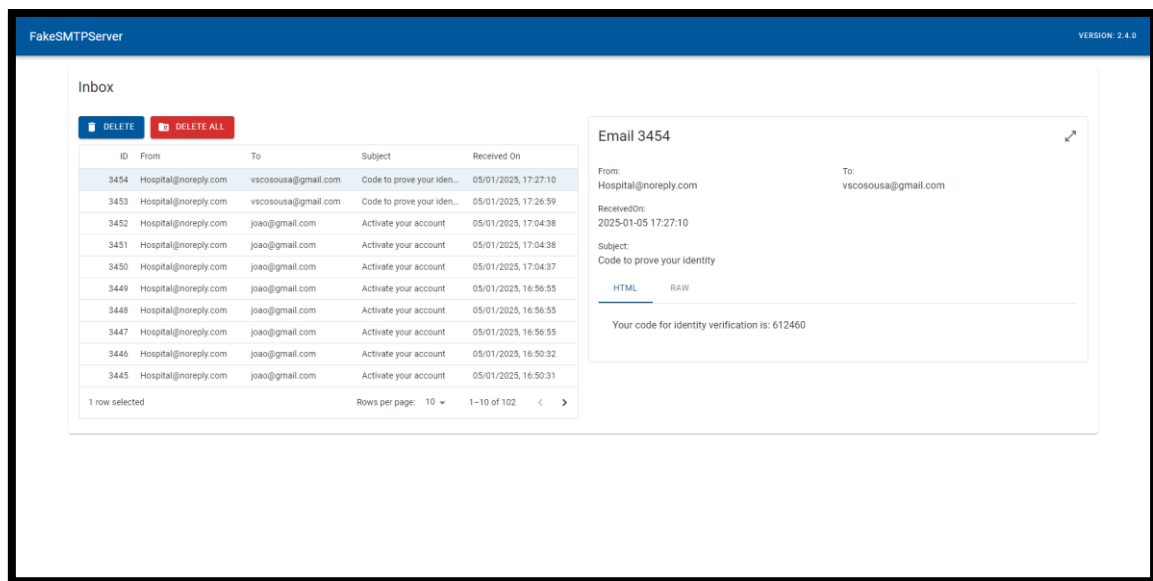 FakeSMTPServer VERSION: 2.4.0
Inbox
DELETE DELETE ALL
ID From To Subject Received On
3454 Hospital@noreply.com vscosousa@gmail.com Code to prove your iden... 05/01/2025, 17:27:10
3453 Hospital@noreply.com vscosousa@gmail.com Code to prove your iden... 05/01/2025, 17:26:59
3452 Hospital@noreply.com joao@gmail.com Activate your account 05/01/2025, 17:04:38
3451 Hospital@noreply.com joao@gmail.com Activate your account 05/01/2025, 17:04:38
3450 Hospital@noreply.com joao@gmail.com Activate your account 05/01/2025, 17:04:37
3449 Hospital@noreply.com joao@gmail.com Activate your account 05/01/2025, 16:56:55
3448 Hospital@noreply.com joao@gmail.com Activate your account 05/01/2025, 16:56:55
3447 Hospital@noreply.com joao@gmail.com Activate your account 05/01/2025, 16:56:55
3446 Hospital@noreply.com joao@gmail.com Activate your account 05/01/2025, 16:50:32
3445 Hospital@noreply.com joao@gmail.com Activate your account 05/01/2025, 16:50:31
1 row selected Rows per page: 10 1–10 of 102
Email 3454
From: To:
Hospital@noreply.com vscosousa@gmail.com
ReceivedOn:
2025-01-05 17:27:10
Subject:
Code to prove your identity
HTML RAW
Your code for identity verification is: 612460